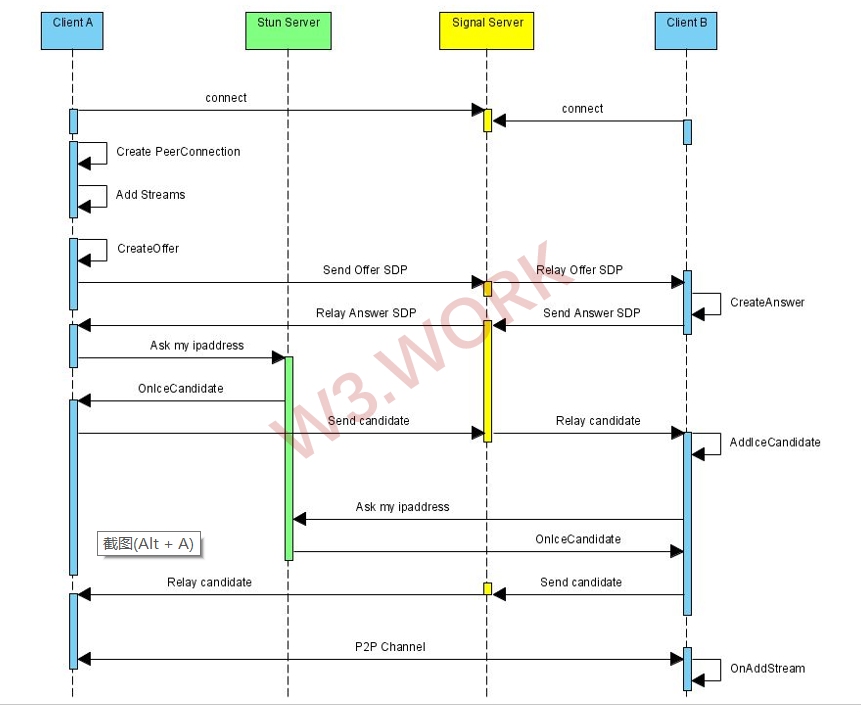 Client A
Stun Server
Signal Server
Client B
connect
connect
Create PeerConnection
Add Streams
CreateOffer
Send Offer SDP
Relay Offer SDP
CreateAnswer
Relay Answer SDP
Send Answer SDP
Ask my ipaddress
OnIceCandidate
Send candidate
Relay candidate
AddIceCandidate
Ask my ipaddress
OnIceCandidate
截图(Alt + A)
Relay candidate
Send candidate
P2P Channel
OnAddStream
W3.WORK